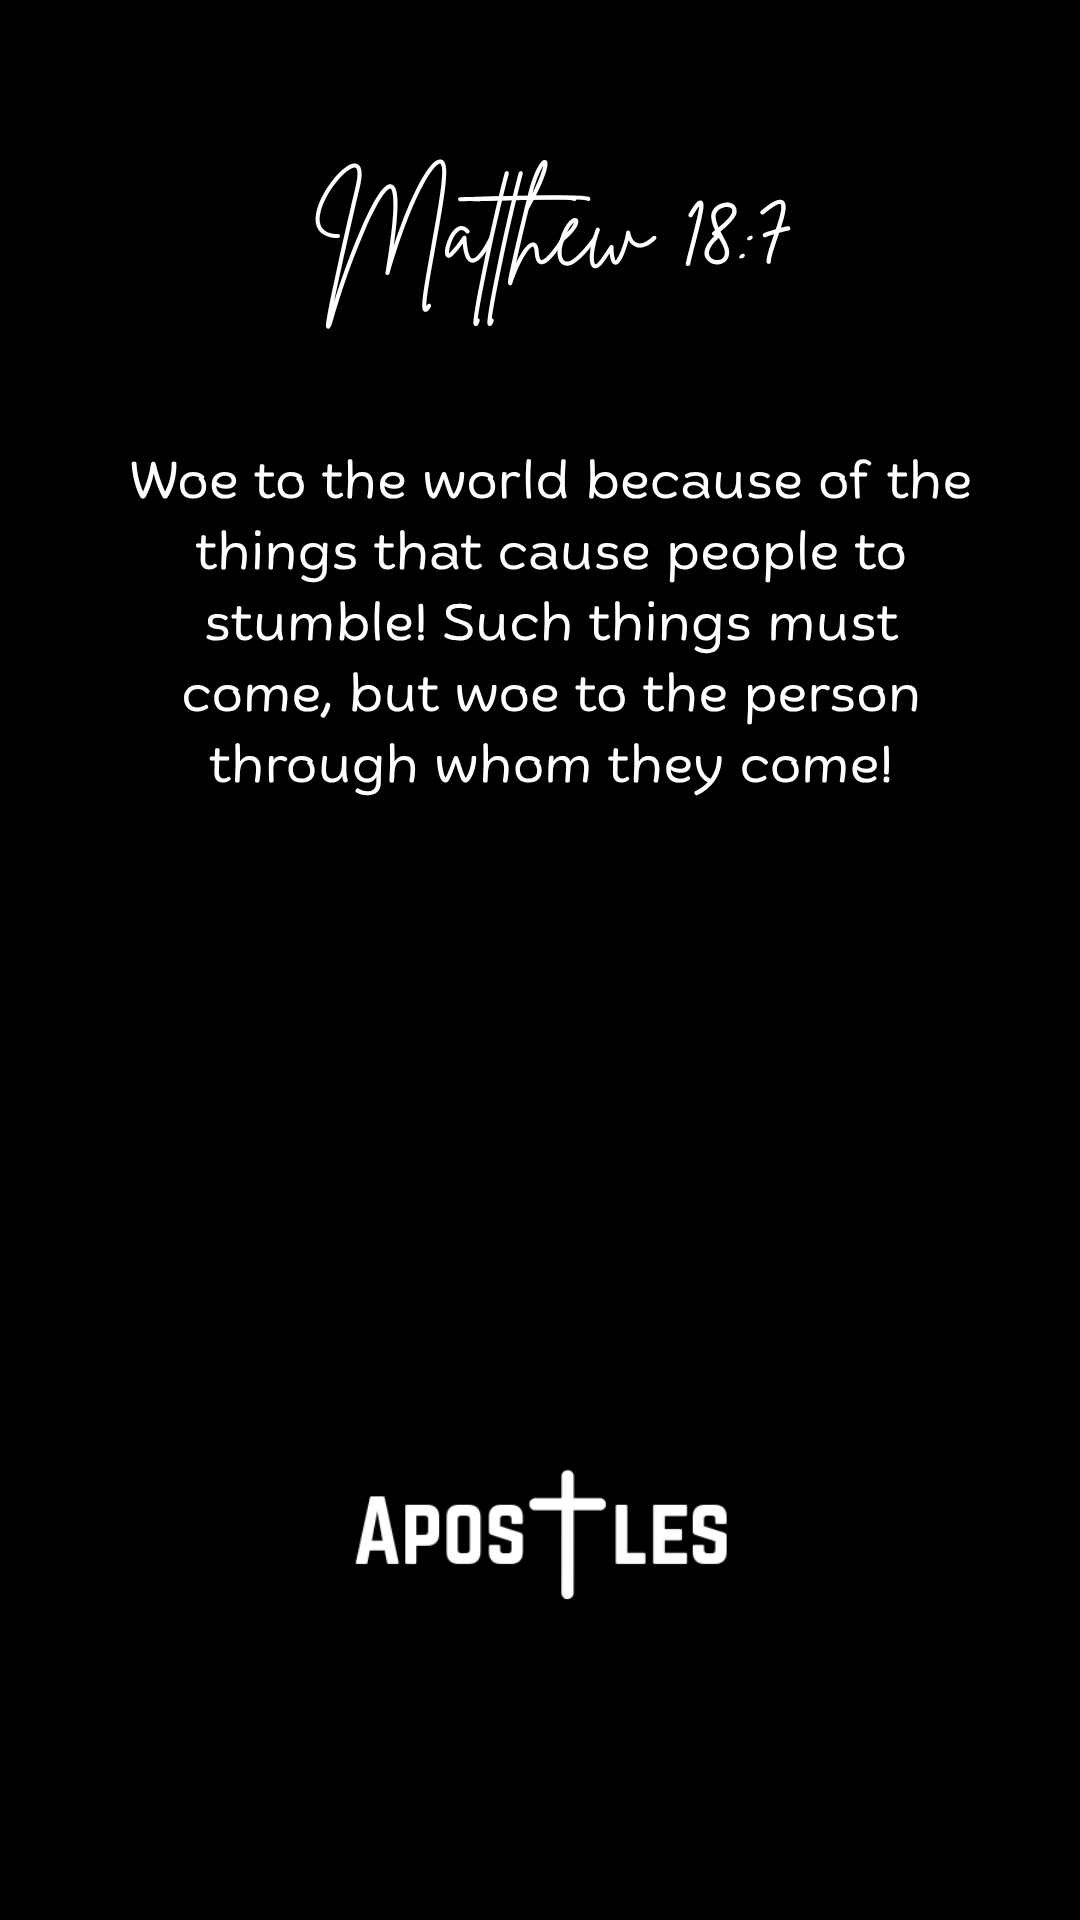 Matthew 18:7
Woe to the world because of the
things that cause people to
stumble! Such things must
come, but woe to the person
through whom they come!
APOSTLES